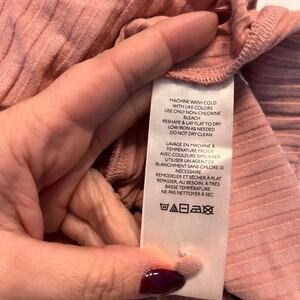 MACHINE WASH COLD
WITH LIKE COLORS
USE ONLY NON-CHLORINE
BLEACH
RESHAPE & LAY FLAT TO DRY
LOW IRON AS NEEDED
DO NOT DRY CLEAN
LAVAGE EN MACHINE À
TEMPÉRATURE FROIDE
AVEC COULEURS SIMILAIRES
UTILISER UN AGENT DE
BLANCHIMENT SANS CHLORE SI
NÉCESSAIRE
REMODELER ET SÉCHER À PLAT
REPASSER, AU BESOIN, À TRÈS
BASSE TEMPÉRATURE
NE PAS NETTOYER À SEC